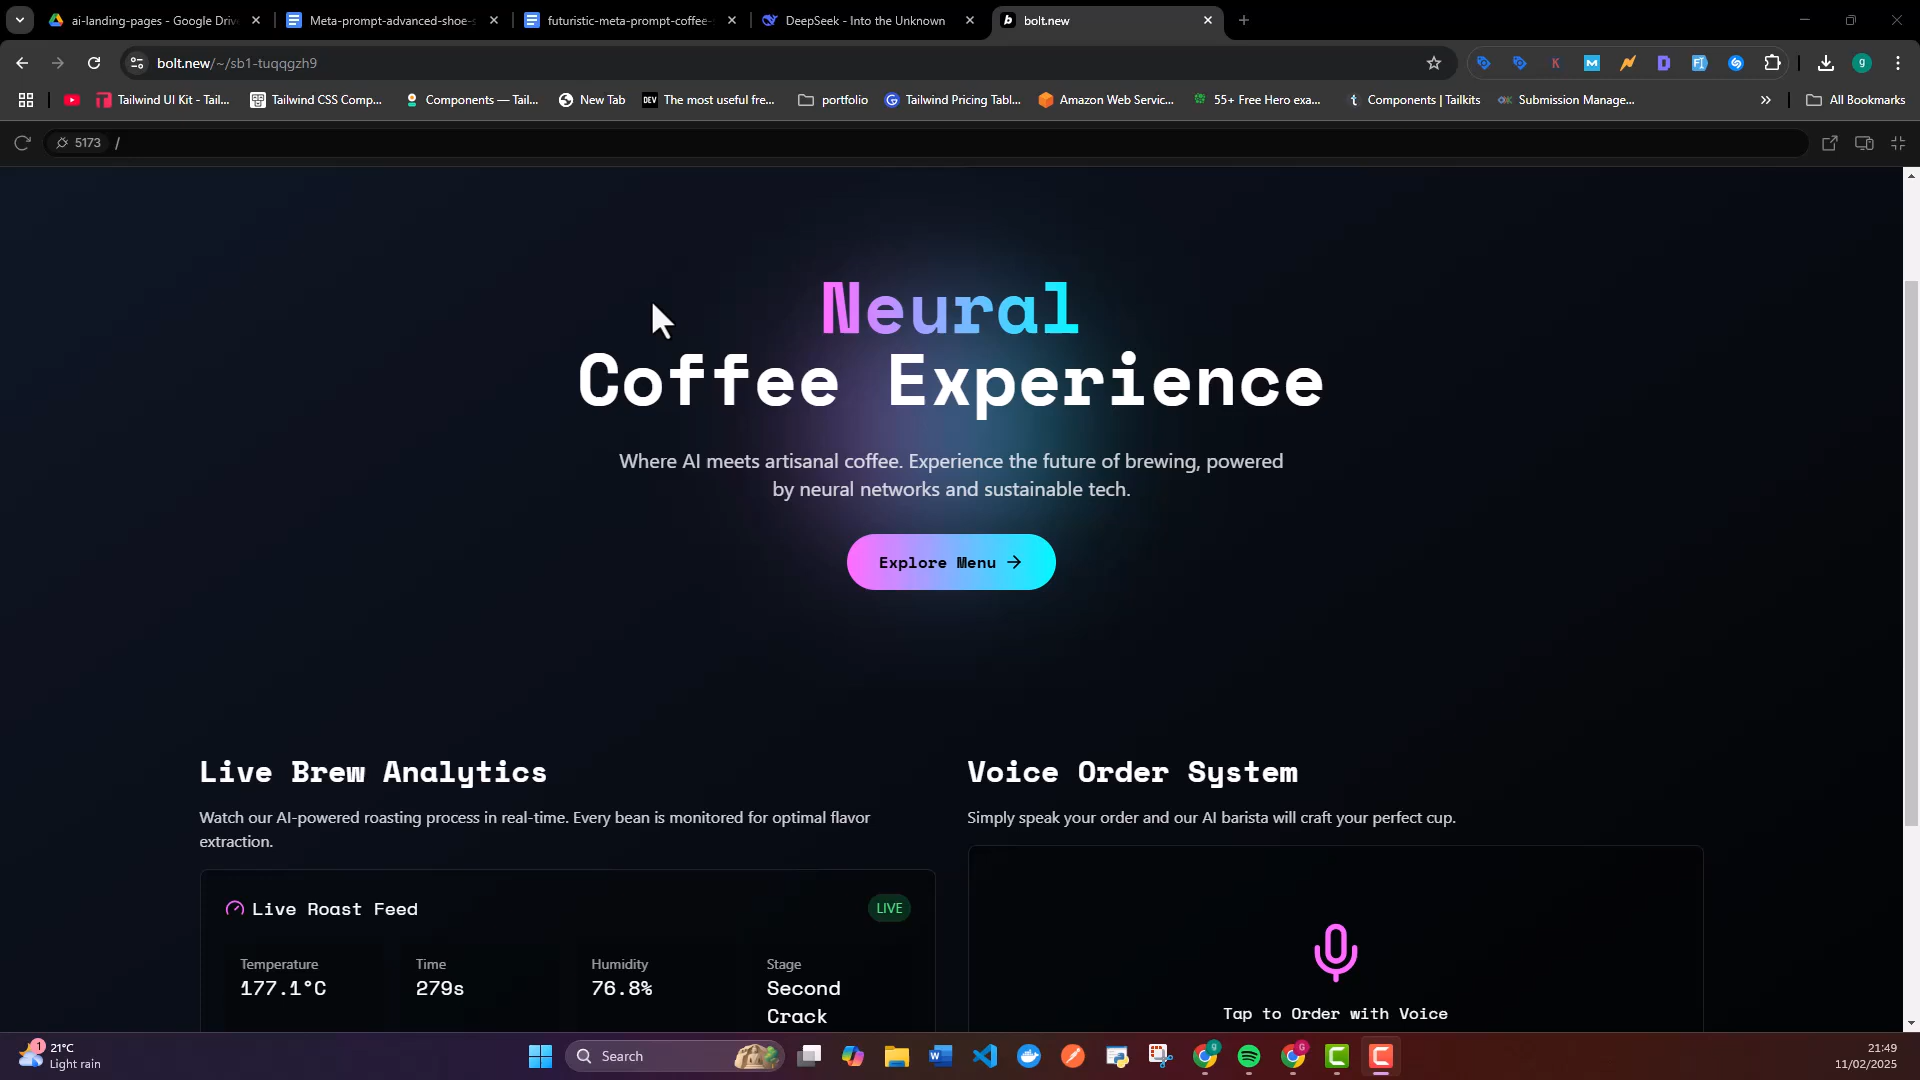 ai-landing-pages - Google Driv
Meta-prompt-advanced-shoe-s
futuristic-meta-prompt-coffee-
DeepSeek - Into the Unknown
bolt.new
bolt.new/~/sb1-tuqqgzh9
Tailwind UI Kit - Tail...
Tailwind CSS Comp...
Components — Tail...
New Tab
DEV
The most useful fre...
portfolio
Tailwind Pricing Tabl...
Amazon Web Servic...
55+ Free Hero exa...
Components | Tailkits
Submission Manage...
All Bookmarks
5173 /
Neural
Coffee Experience
Where AI meets artisanal coffee. Experience the future of brewing, powered
by neural networks and sustainable tech.
Explore Menu →
Live Brew Analytics
Watch our AI-powered roasting process in real-time. Every bean is monitored for optimal flavor
extraction.
Live Roast Feed
LIVE
Temperature
177.1°C
Time
279s
Humidity
76.8%
Stage
Second
Crack
Voice Order System
Simply speak your order and our AI barista will craft your perfect cup.
Tap to Order with Voice
1
21°C
Light rain
Search
21:49
11/02/2025